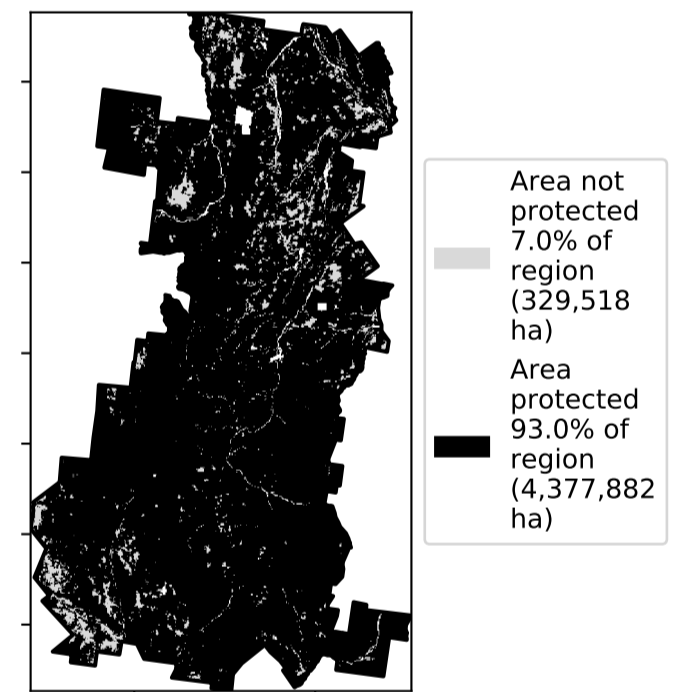 Area not
protected
7.0% of
region
(329,518
ha)
Area
protected
93.0% of
region
(4,377,882
ha)